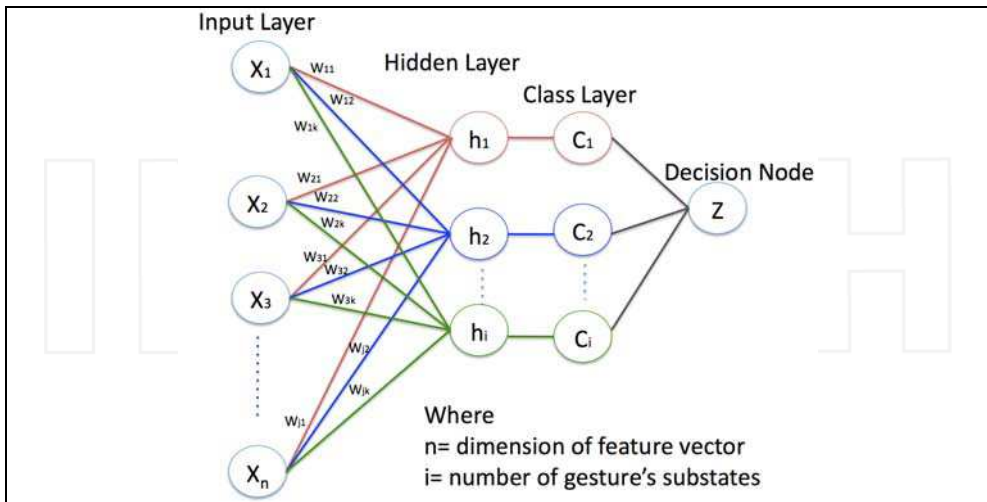 Input Layer
X1
W11
Hidden Layer
W12
Class Layer
W1k
h1
C1
Decision Node
W21
X2
W22
Z
W2k
h2
C2
W31
W32
X3
W3k
hi
Ci
Wj2
Wjk
Wj1
Where
n= dimension of feature vector
Xn
i= number of gesture's substates